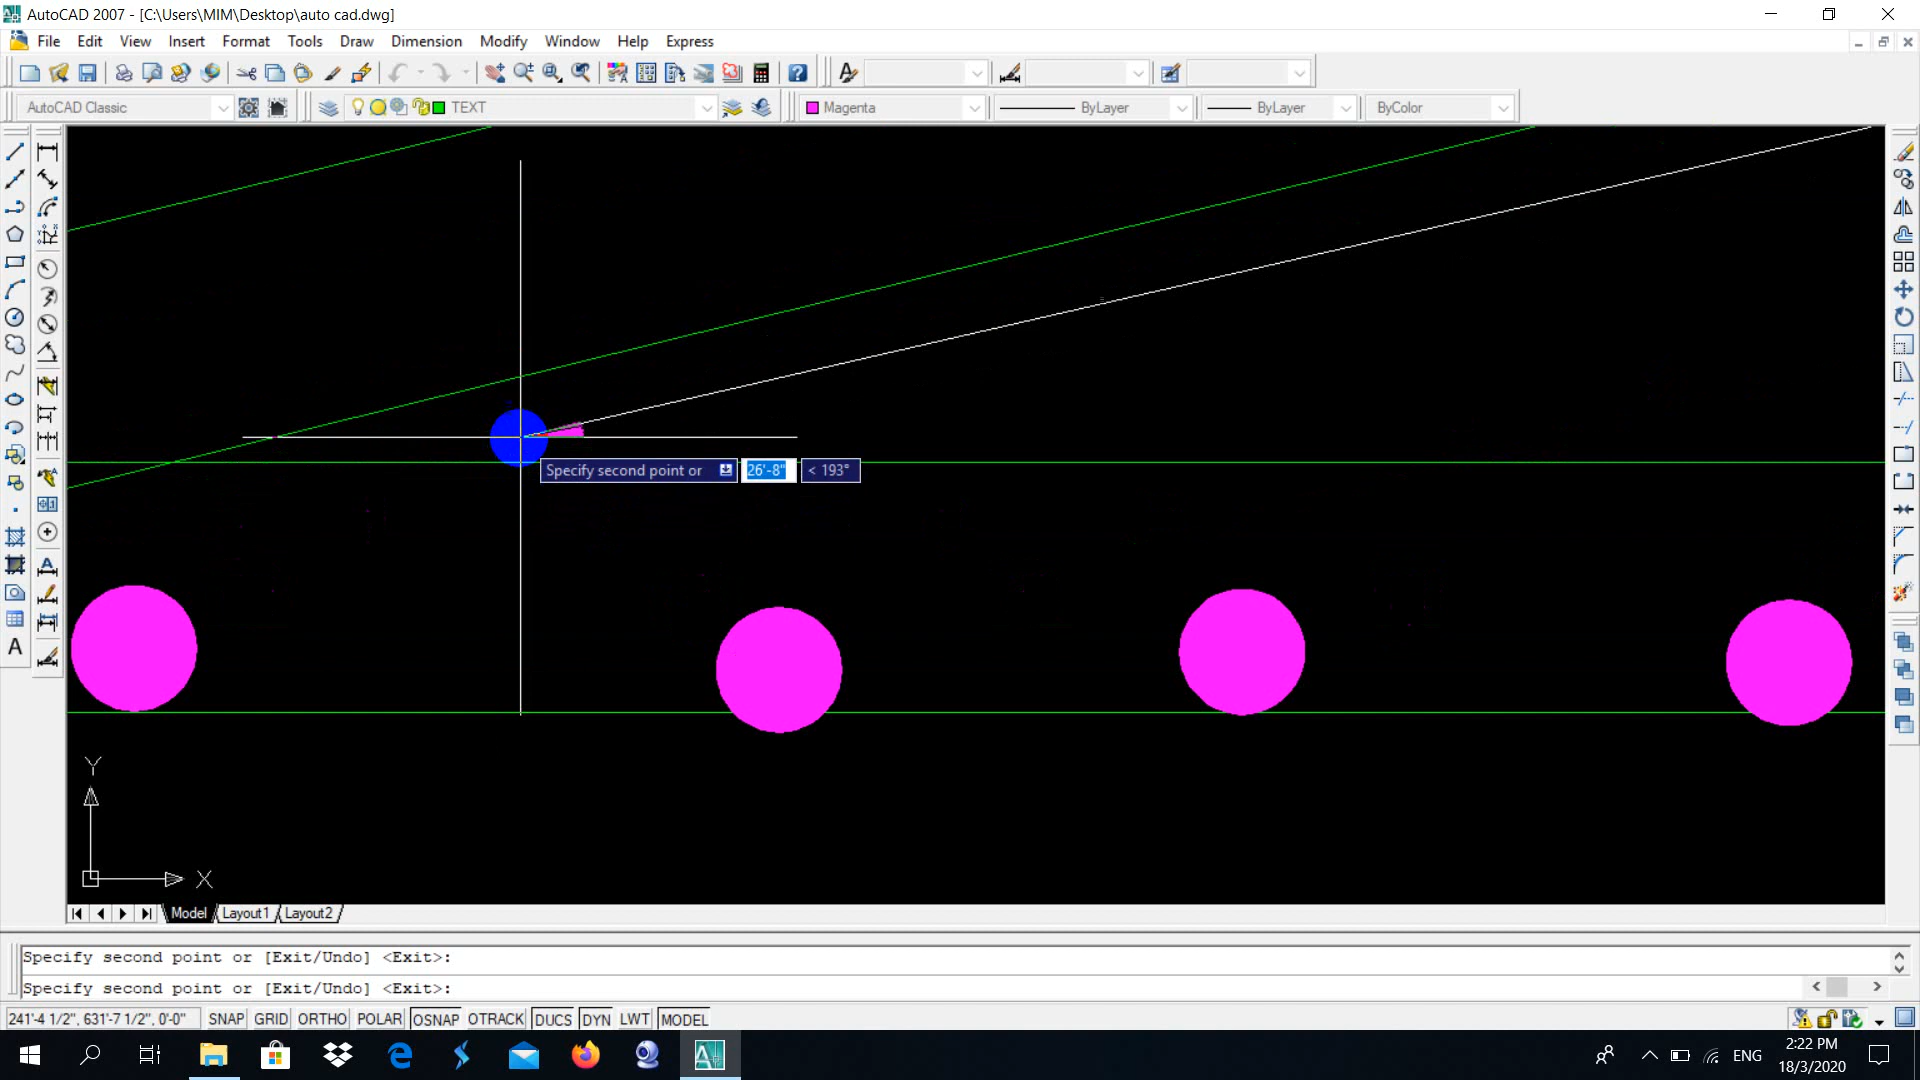 AutoCAD 2007 - [C:\Users\MIM\Desktop\auto cad.dwg]
File Edit View Insert Format Tools Draw Dimension Modify Window Help Express
AutoCAD Classic TEXT Magenta ByLayer ByLayer ByColor
Specify second point or 26'-8" < 193°
Y
X
Model Layout1 Layout2
Specify second point or [Exit/Undo] <Exit>:
Specify second point or [Exit/Undo] <Exit>:
241'-4 1/2", 631'-7 1/2", 0'-0" SNAP GRID ORTHO POLAR OSNAP OTRACK DUCS DYN LWT MODEL
ENG
2:22 PM
18/3/2020